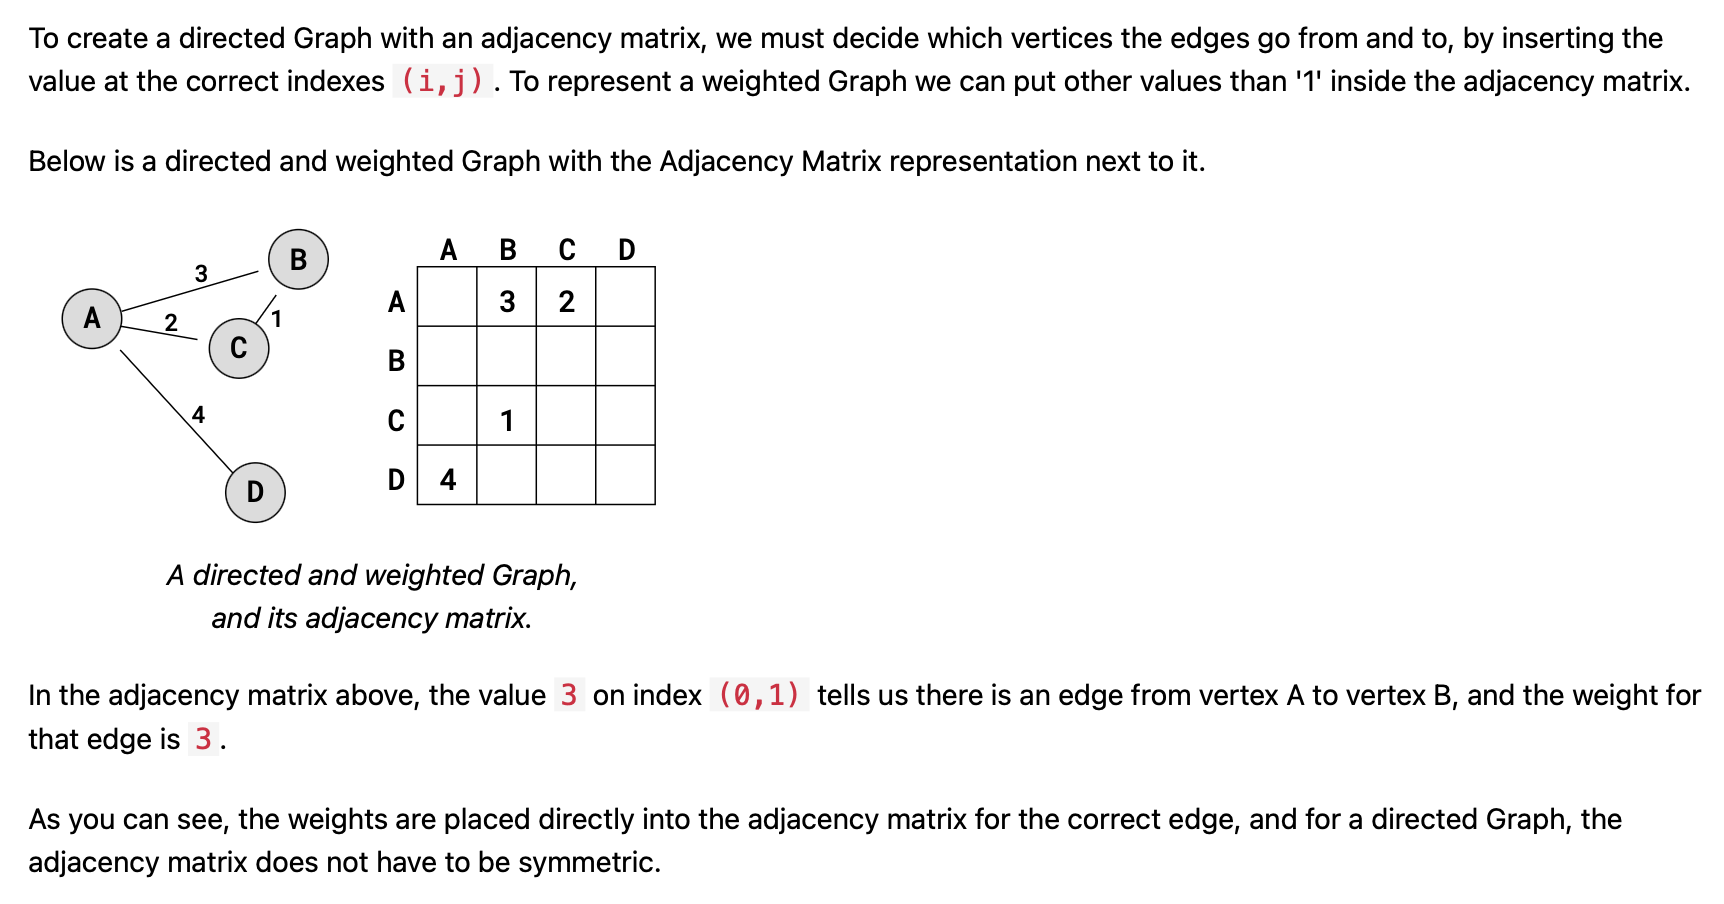 To create a directed Graph with an adjacency matrix, we must decide which vertices the edges go from and to, by inserting the
value at the correct indexes (i,j). To represent a weighted Graph we can put other values than '1' inside the adjacency matrix.
Below is a directed and weighted Graph with the Adjacency Matrix representation next to it.
B
3
A
2
1
C
4
D
A B C D
A 3 2
B
C 1
D 4
A directed and weighted Graph,
and its adjacency matrix.
In the adjacency matrix above, the value 3 on index (0,1) tells us there is an edge from vertex A to vertex B, and the weight for
that edge is 3.
As you can see, the weights are placed directly into the adjacency matrix for the correct edge, and for a directed Graph, the
adjacency matrix does not have to be symmetric.